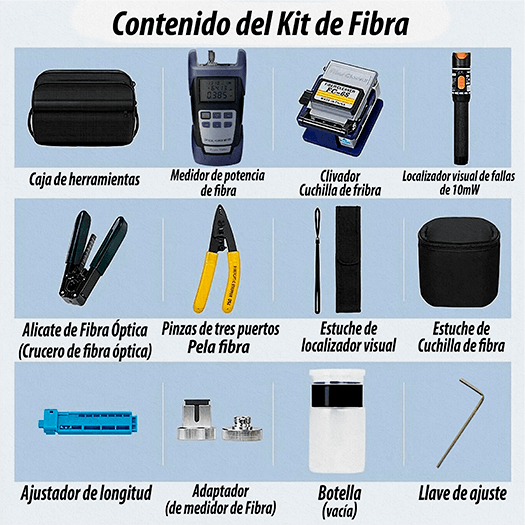 Contenido del Kit de Fibra
FC-6S
Caja de herramientas
Medidor de potencia
de fibra
Clivador
Cuchilla de fribra
Localizador visual de fallas
de 10mW
Alicate de Fibra Óptica
(Crucero de fibra óptica)
Pinzas de tres puertos
Pela fibra
Estuche de
localizador visual
Estuche de
Cuchilla de fibra
Ajustador de longitud
Adaptador
(de medidor de Fibra)
Botella
(vacía)
Llave de ajuste